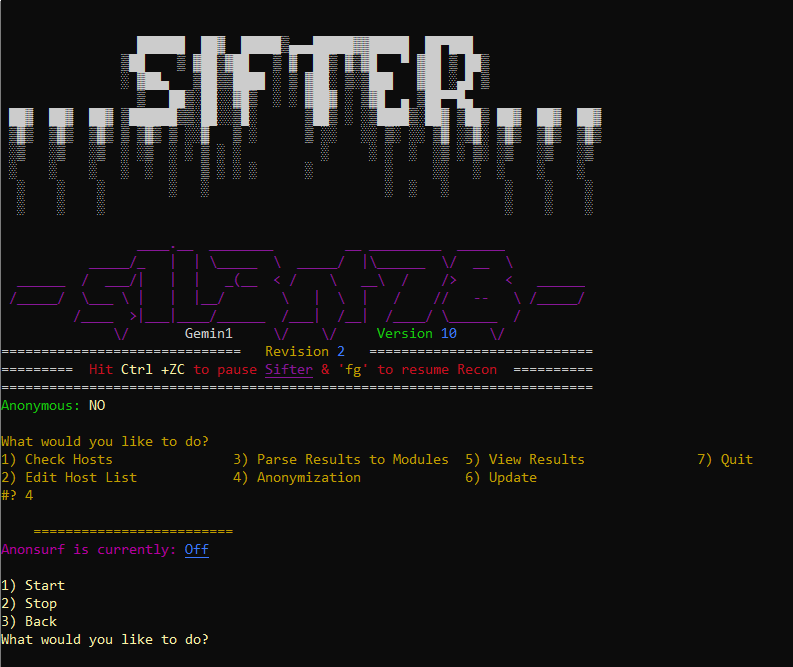 SIFTER
-s1l3nt78-
Gemin1 Version 10
============================== Revision 2 ============================
========= Hit Ctrl +ZC to pause Sifter & 'fg' to resume Recon ==========
==========================================================================
Anonymous: NO
What would you like to do?
1) Check Hosts 3) Parse Results to Modules 5) View Results 7) Quit
2) Edit Host List 4) Anonymization 6) Update
#? 4
=========================
Anonsurf is currently: Off
1) Start
2) Stop
3) Back
What would you like to do?